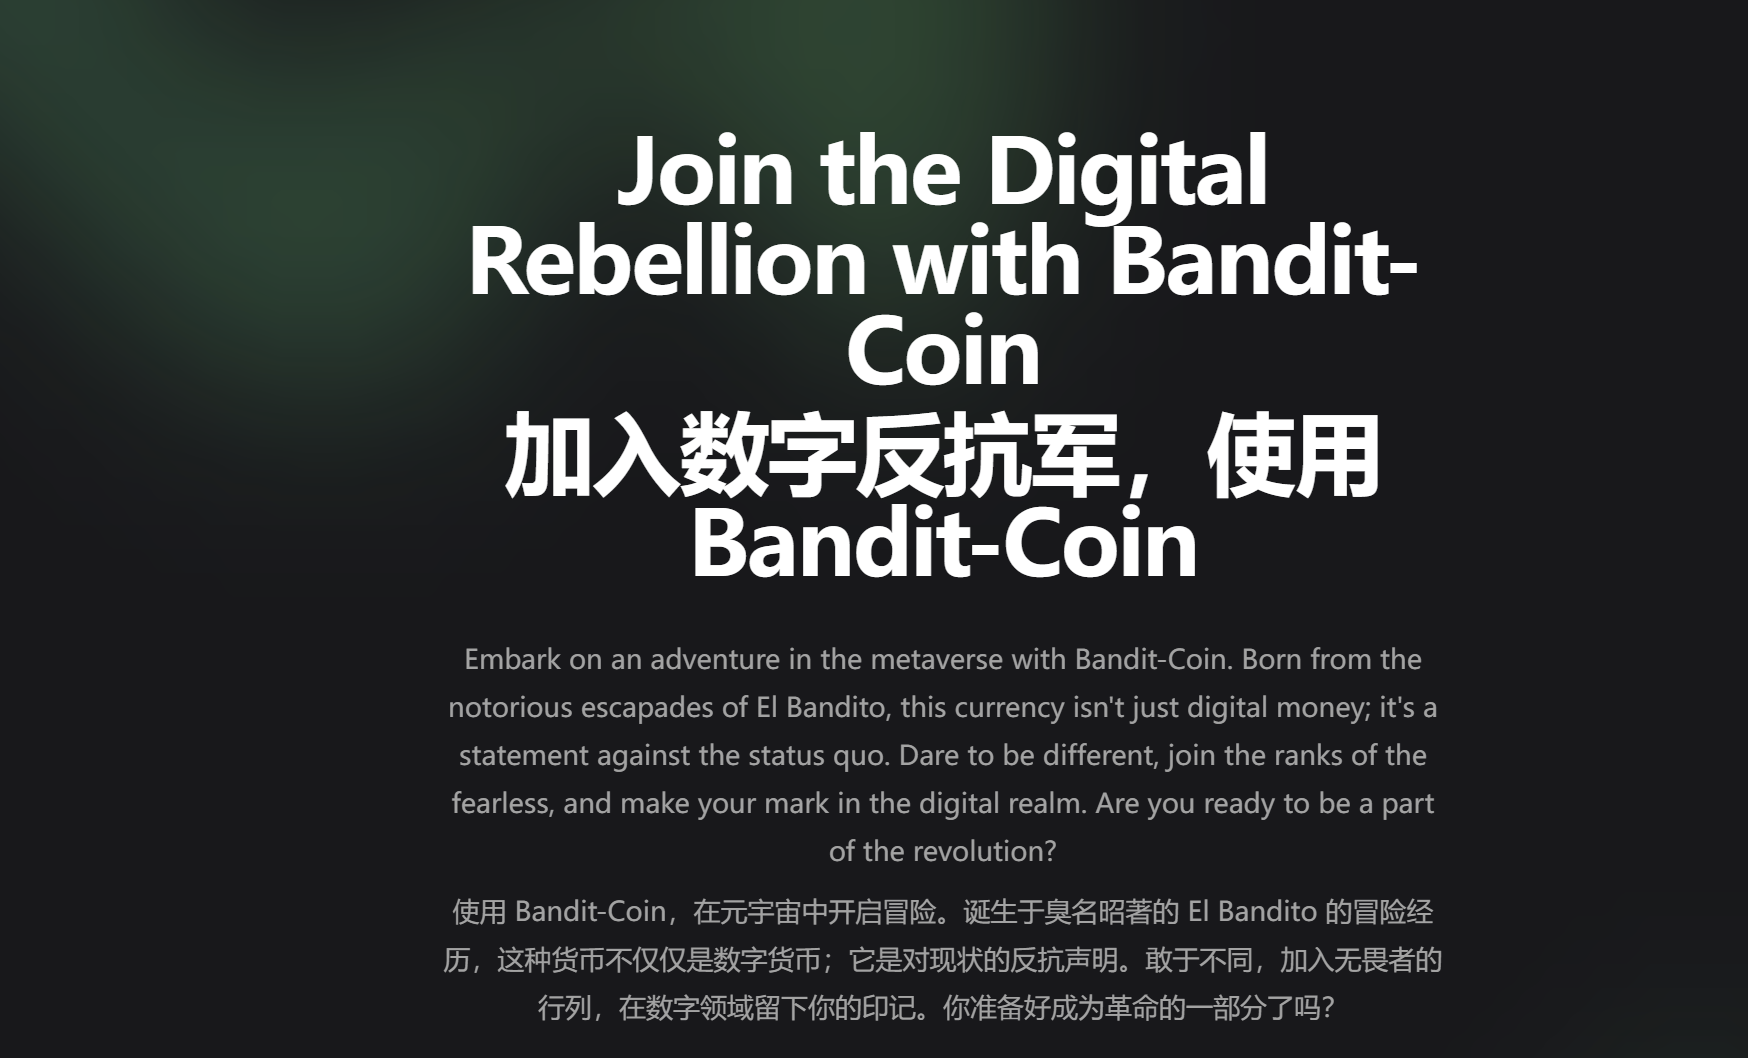 Join the Digital
Rebellion with Bandit-
Coin
加入数字反抗军，使用
Bandit-Coin
Embark on an adventure in the metaverse with Bandit-Coin. Born from the
notorious escapades of El Bandito, this currency isn't just digital money; it's a
statement against the status quo. Dare to be different, join the ranks of the
fearless, and make your mark in the digital realm. Are you ready to be a part
of the revolution?
使用 Bandit-Coin，在元宇宙中开启冒险。诞生于臭名昭著的 El Bandito 的冒险经
历，这种货币不仅仅是数字货币；它是对现状的反抗声明。敢于不同，加入无畏者的
行列，在数字领域留下你的印记。你准备好成为革命的一部分了吗？